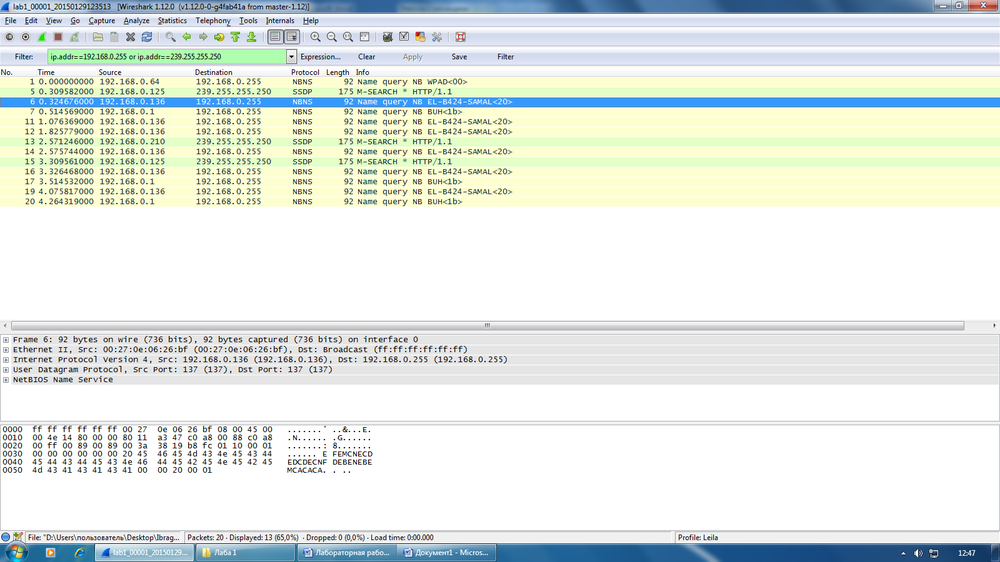 lab1_00001_20150129123513 [Wireshark 1.12.0 (v1.12.0-0-g4fab41a from master-1.12)]
File Edit View Go Capture Analyze Statistics Telephony Tools Internals Help
Filter: ip.addr==192.168.0.255 or ip.addr==239.255.255.250 Expression... Clear Apply Save Filter
No. Time Source Destination Protocol Length Info
1 0.000000000 192.168.0.64 192.168.0.255 NBNS 92 Name query NB WPAD<00>
5 0.309582000 192.168.0.125 239.255.255.250 SSDP 175 M-SEARCH * HTTP/1.1
6 0.324676000 192.168.0.136 192.168.0.255 NBNS 92 Name query NB EL-B424-SAMAL<20>
7 0.514569000 192.168.0.1 192.168.0.255 NBNS 92 Name query NB BUH<1b>
11 1.076369000 192.168.0.136 192.168.0.255 NBNS 92 Name query NB EL-B424-SAMAL<20>
12 1.825779000 192.168.0.136 192.168.0.255 NBNS 92 Name query NB EL-B424-SAMAL<20>
13 2.571246000 192.168.0.210 239.255.255.250 SSDP 175 M-SEARCH * HTTP/1.1
14 2.575744000 192.168.0.136 192.168.0.255 NBNS 92 Name query NB EL-B424-SAMAL<20>
15 3.309561000 192.168.0.125 239.255.255.250 SSDP 175 M-SEARCH * HTTP/1.1
16 3.326468000 192.168.0.136 192.168.0.255 NBNS 92 Name query NB EL-B424-SAMAL<20>
17 3.514532000 192.168.0.1 192.168.0.255 NBNS 92 Name query NB BUH<1b>
19 4.075817000 192.168.0.136 192.168.0.255 NBNS 92 Name query NB EL-B424-SAMAL<20>
20 4.264319000 192.168.0.1 192.168.0.255 NBNS 92 Name query NB BUH<1b>
Frame 6: 92 bytes on wire (736 bits), 92 bytes captured (736 bits) on interface 0
Ethernet II, Src: 00:27:0e:06:26:bf (00:27:0e:06:26:bf), Dst: Broadcast (ff:ff:ff:ff:ff:ff)
Internet Protocol Version 4, Src: 192.168.0.136 (192.168.0.136), Dst: 192.168.0.255 (192.168.0.255)
User Datagram Protocol, Src Port: 137 (137), Dst Port: 137 (137)
NetBIOS Name Service
0000 ff ff ff ff ff ff 00 27 0e 06 26 bf 08 00 45 00 .......' ..&...E.
0010 00 4e 14 80 00 00 80 11 a3 47 c0 a8 00 88 c0 a8 .N...... .G......
0020 00 ff 00 89 00 89 00 3a 38 19 b8 fc 01 10 00 01 .......: 8.......
0030 00 00 00 00 00 00 20 45 46 45 4d 43 4e 45 43 44 ...... E FEMCNECD
0040 45 44 43 44 45 43 4e 46 44 45 42 45 4e 45 42 45 EDCDECNF DEBENEBE
0050 4d 43 41 43 41 43 41 00 00 20 00 01 MCACACA. . ..
File: "D:\Users\пользователь\Desktop\Ibrag... Packets: 20 · Displayed: 13 (65,0%) · Dropped: 0 (0,0%) · Load time: 0:00.000 Profile: Leila
lab1_00001_20150129... Лаба 1 Лабораторная рабо... Документ1 - Micros... 12:47